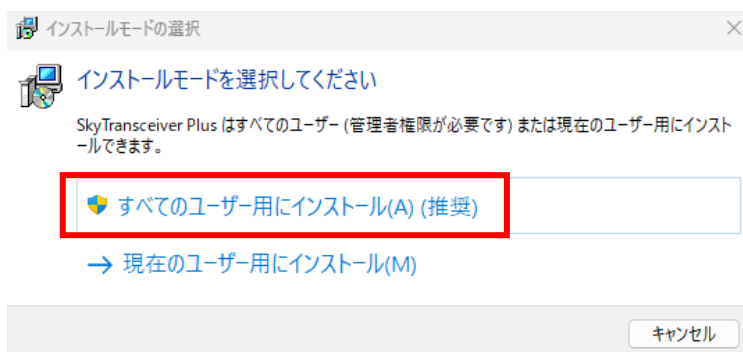 インストールモードの選択
インストールモードを選択してください
SkyTransceiver Plus はすべてのユーザー (管理者権限が必要です) または現在のユーザー用にインスト
ールできます。
すべてのユーザー用にインストール(A) (推奨)
現在のユーザー用にインストール(M)
キャンセル